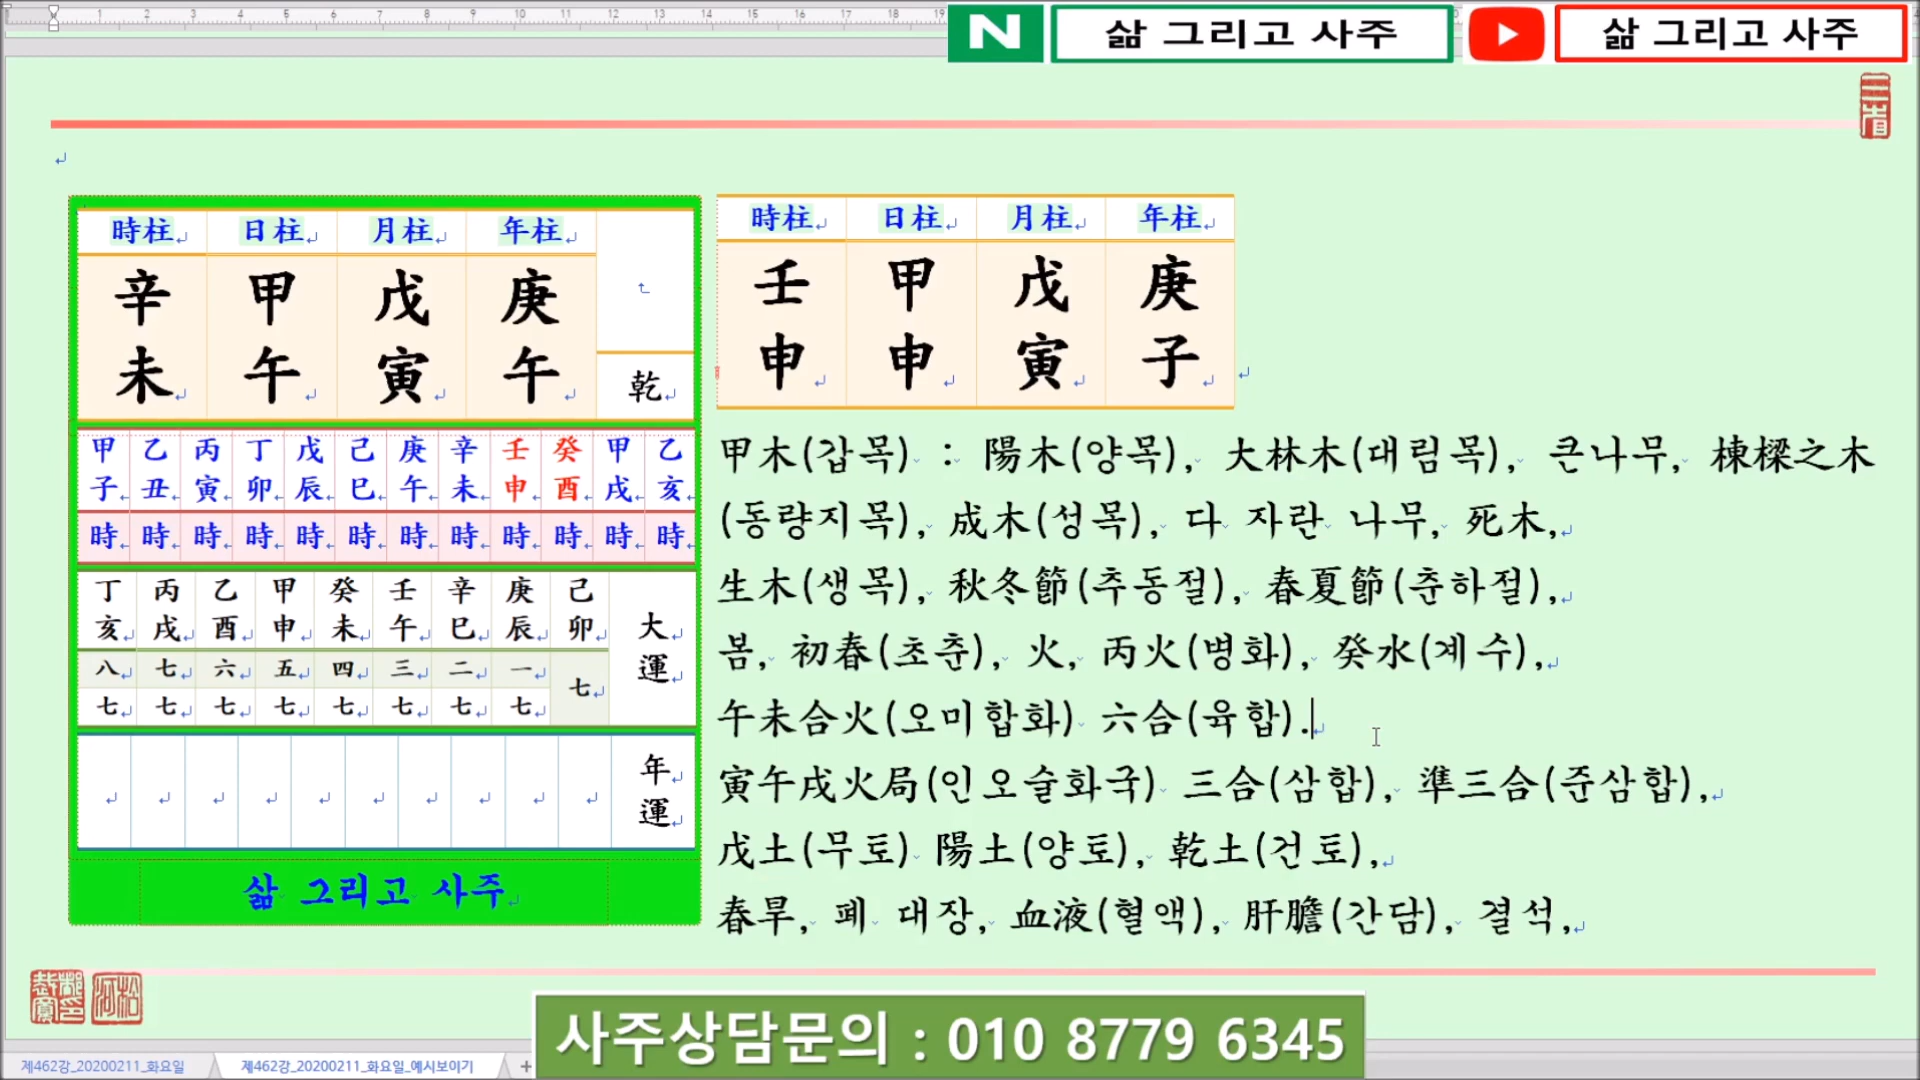 N 삶 그리고 사주 삶 그리고 사주
時柱 日柱 月柱 年柱
辛 甲 戊 庚
未 午 寅 午 乾
甲 乙 丙 丁 戊 己 庚 辛 壬 癸 甲 乙
子 丑 寅 卯 辰 巳 午 未 申 酉 戌 亥
時 時 時 時 時 時 時 時 時 時 時 時
丁 丙 乙 甲 癸 壬 辛 庚 己 大
亥 戌 酉 申 未 午 巳 辰 卯 運
八 七 六 五 四 三 二 一 七
七 七 七 七 七 七 七 七
年
運
삶 그리고 사주
時柱 日柱 月柱 年柱
壬 甲 戊 庚
申 申 寅 子
甲木(갑목) : 陽木(양목), 大林木(대림목), 큰나무, 棟樑之木
(동량지목), 成木(성목), 다 자란 나무, 死木,
生木(생목), 秋冬節(추동절), 春夏節(춘하절),
봄, 初春(초춘), 火, 丙火(병화), 癸水(계수),
午未合火(오미합화) 六合(육합).
寅午戌火局(인오술화국) 三合(삼합), 準三合(준삼합),
戊土(무토) 陽土(양토), 乾土(건토),
春旱, 폐 대장, 血液(혈액), 肝膽(간담), 결석,
사주상담문의 : 010 8779 6345
제462강_20200211_화요일 제462강_20200211_화요일_예시보이기 +